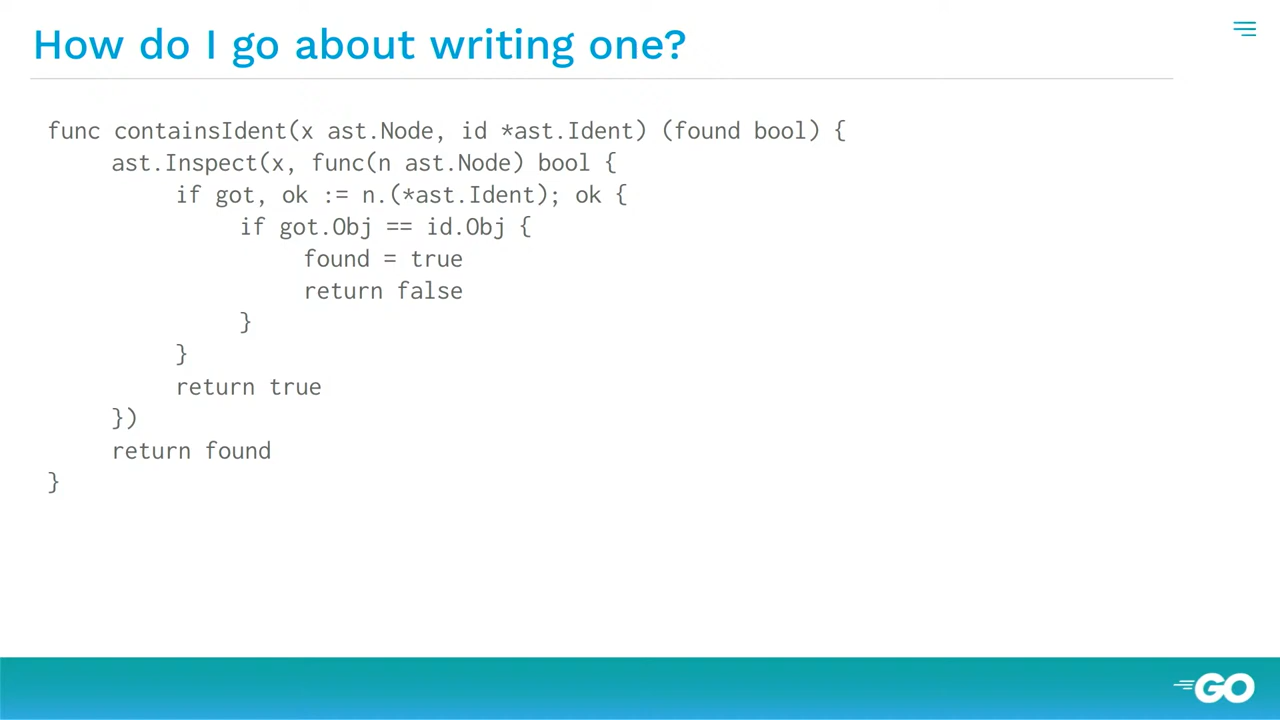 How do I go about writing one?
func containsIdent(x ast.Node, id *ast.Ident) (found bool) {
ast.Inspect(x, func(n ast.Node) bool {
if got, ok := n.(*ast.Ident); ok {
if got.Obj == id.Obj {
found = true
return false
}
}
return true
})
return found
}
GO